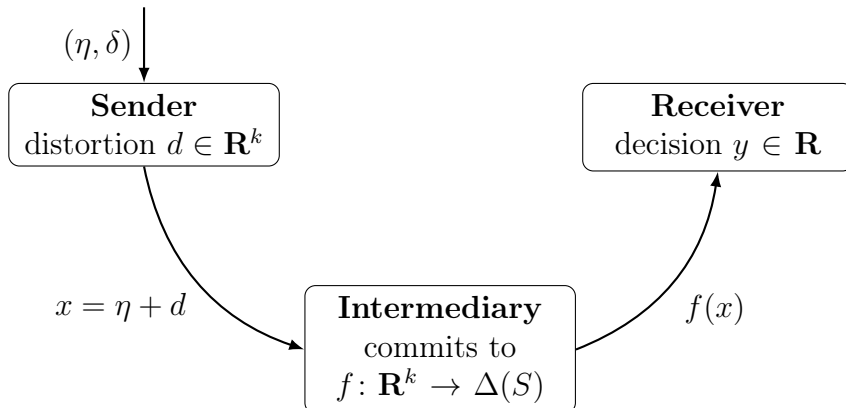 (η, δ)
Sender
distortion d ∈ R^k
x = η + d
Intermediary
commits to
f : R^k → Δ(S)
f(x)
Receiver
decision y ∈ R